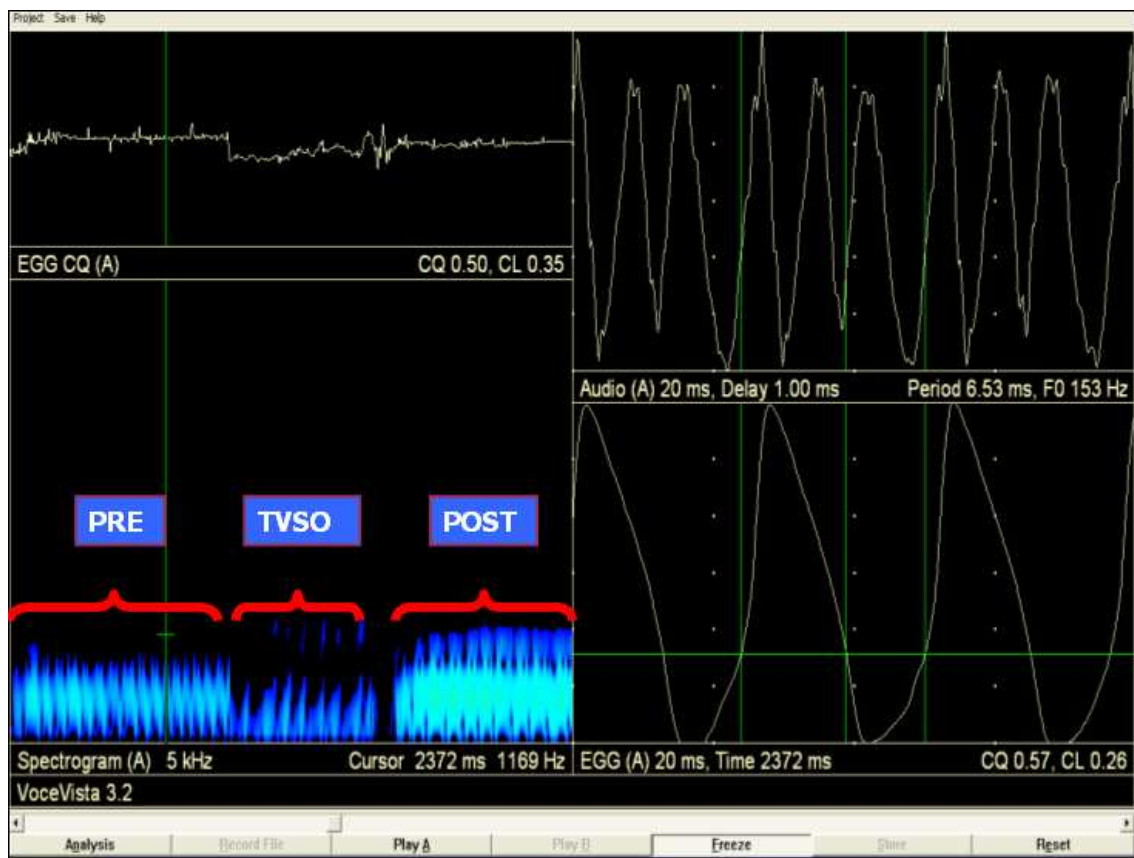 Project Save Help
EGG CQ (A) CQ 0.50, CL 0.35
Audio (A) 20 ms, Delay 1.00 ms Period 6.53 ms, F0 153 Hz
PRE TVSO POST
Spectrogram (A) 5 kHz Cursor 2372 ms 1169 Hz
EGG (A) 20 ms, Time 2372 ms CQ 0.57, CL 0.26
VoceVista 3.2
Analysis Record File Play A Play B Freeze Store Reset